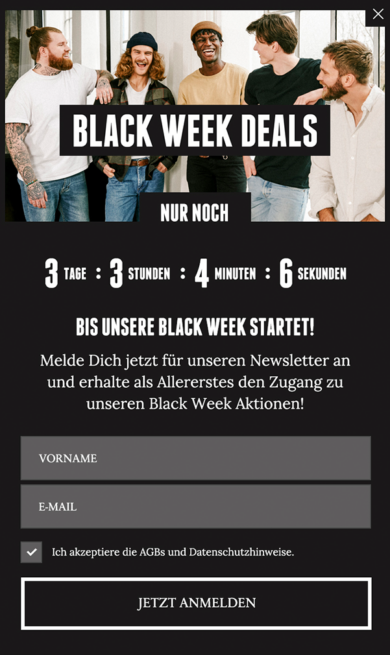 BLACK WEEK DEALS
NUR NOCH
3 TAGE : 3 STUNDEN : 4 MINUTEN : 6 SEKUNDEN
BIS UNSERE BLACK WEEK STARTET!
Melde Dich jetzt für unseren Newsletter an
und erhalte als Allererstes den Zugang zu
unseren Black Week Aktionen!
VORNAME
E-MAIL
Ich akzeptiere die AGBs und Datenschutzhinweise.
JETZT ANMELDEN